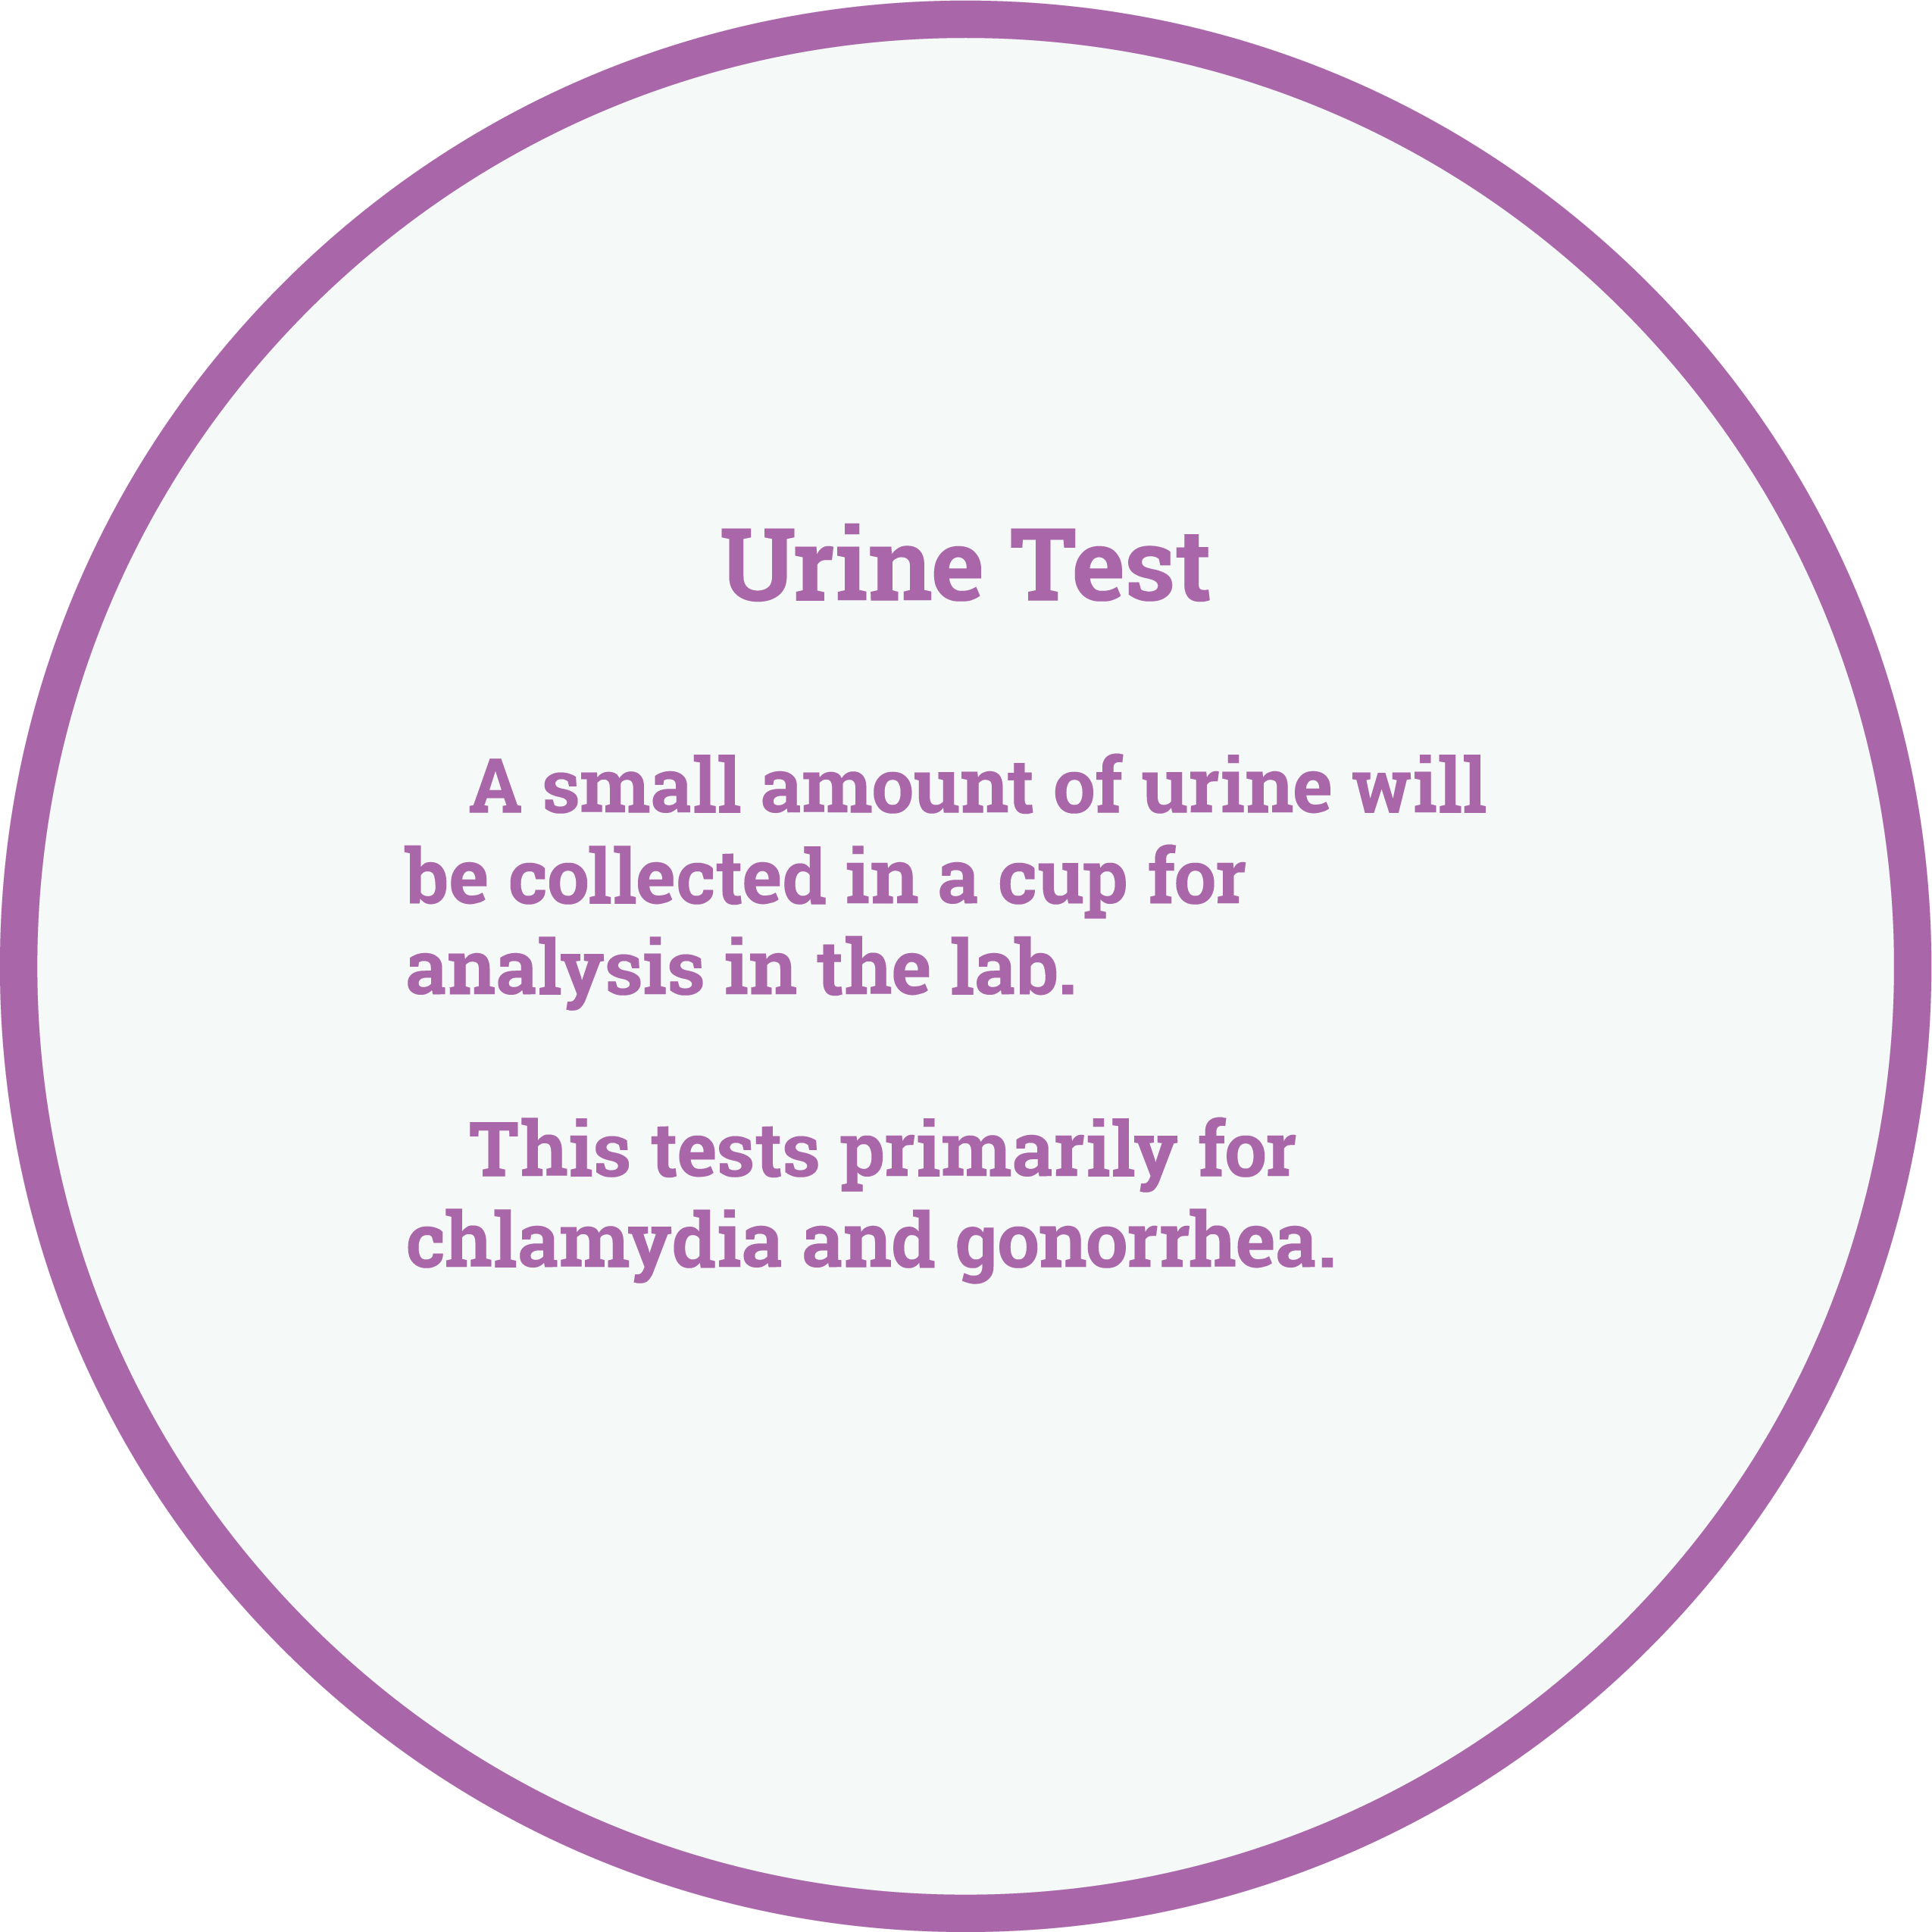 Urine Test
A small amount of urine will
be collected in a cup for
analysis in the lab.
This tests primarily for
chlamydia and gonorrhea.